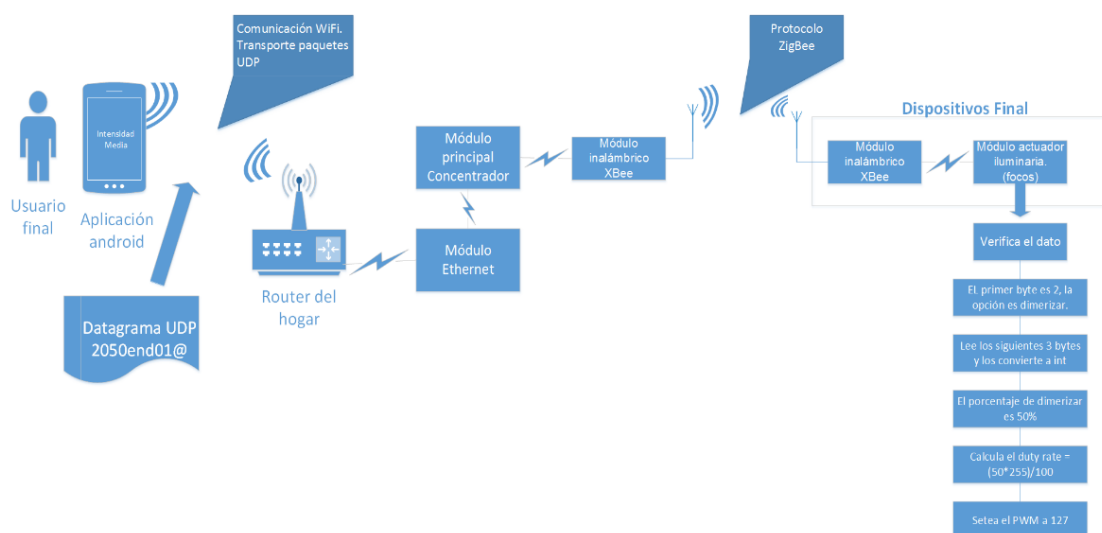 Comunicación WiFi.
Transporte paquetes
UDP
Protocolo
ZigBee
Intensidad
Media
Usuario
final
Aplicación
android
Datagrama UDP
2050end01@
Router del
hogar
Módulo
principal
Concentrador
Módulo
Ethernet
Módulo
inalámbrico
XBee
Dispositivos Final
Módulo
inalámbrico
XBee
Módulo actuador
iluminaria.
(focos)
Verifica el dato
EL primer byte es 2, la
opción es dimerizar.
Lee los siguientes 3 bytes
y los convierte a int
El porcentaje de dimerizar
es 50%
Calcula el duty rate =
(50*255)/100
Setea el PWM a 127